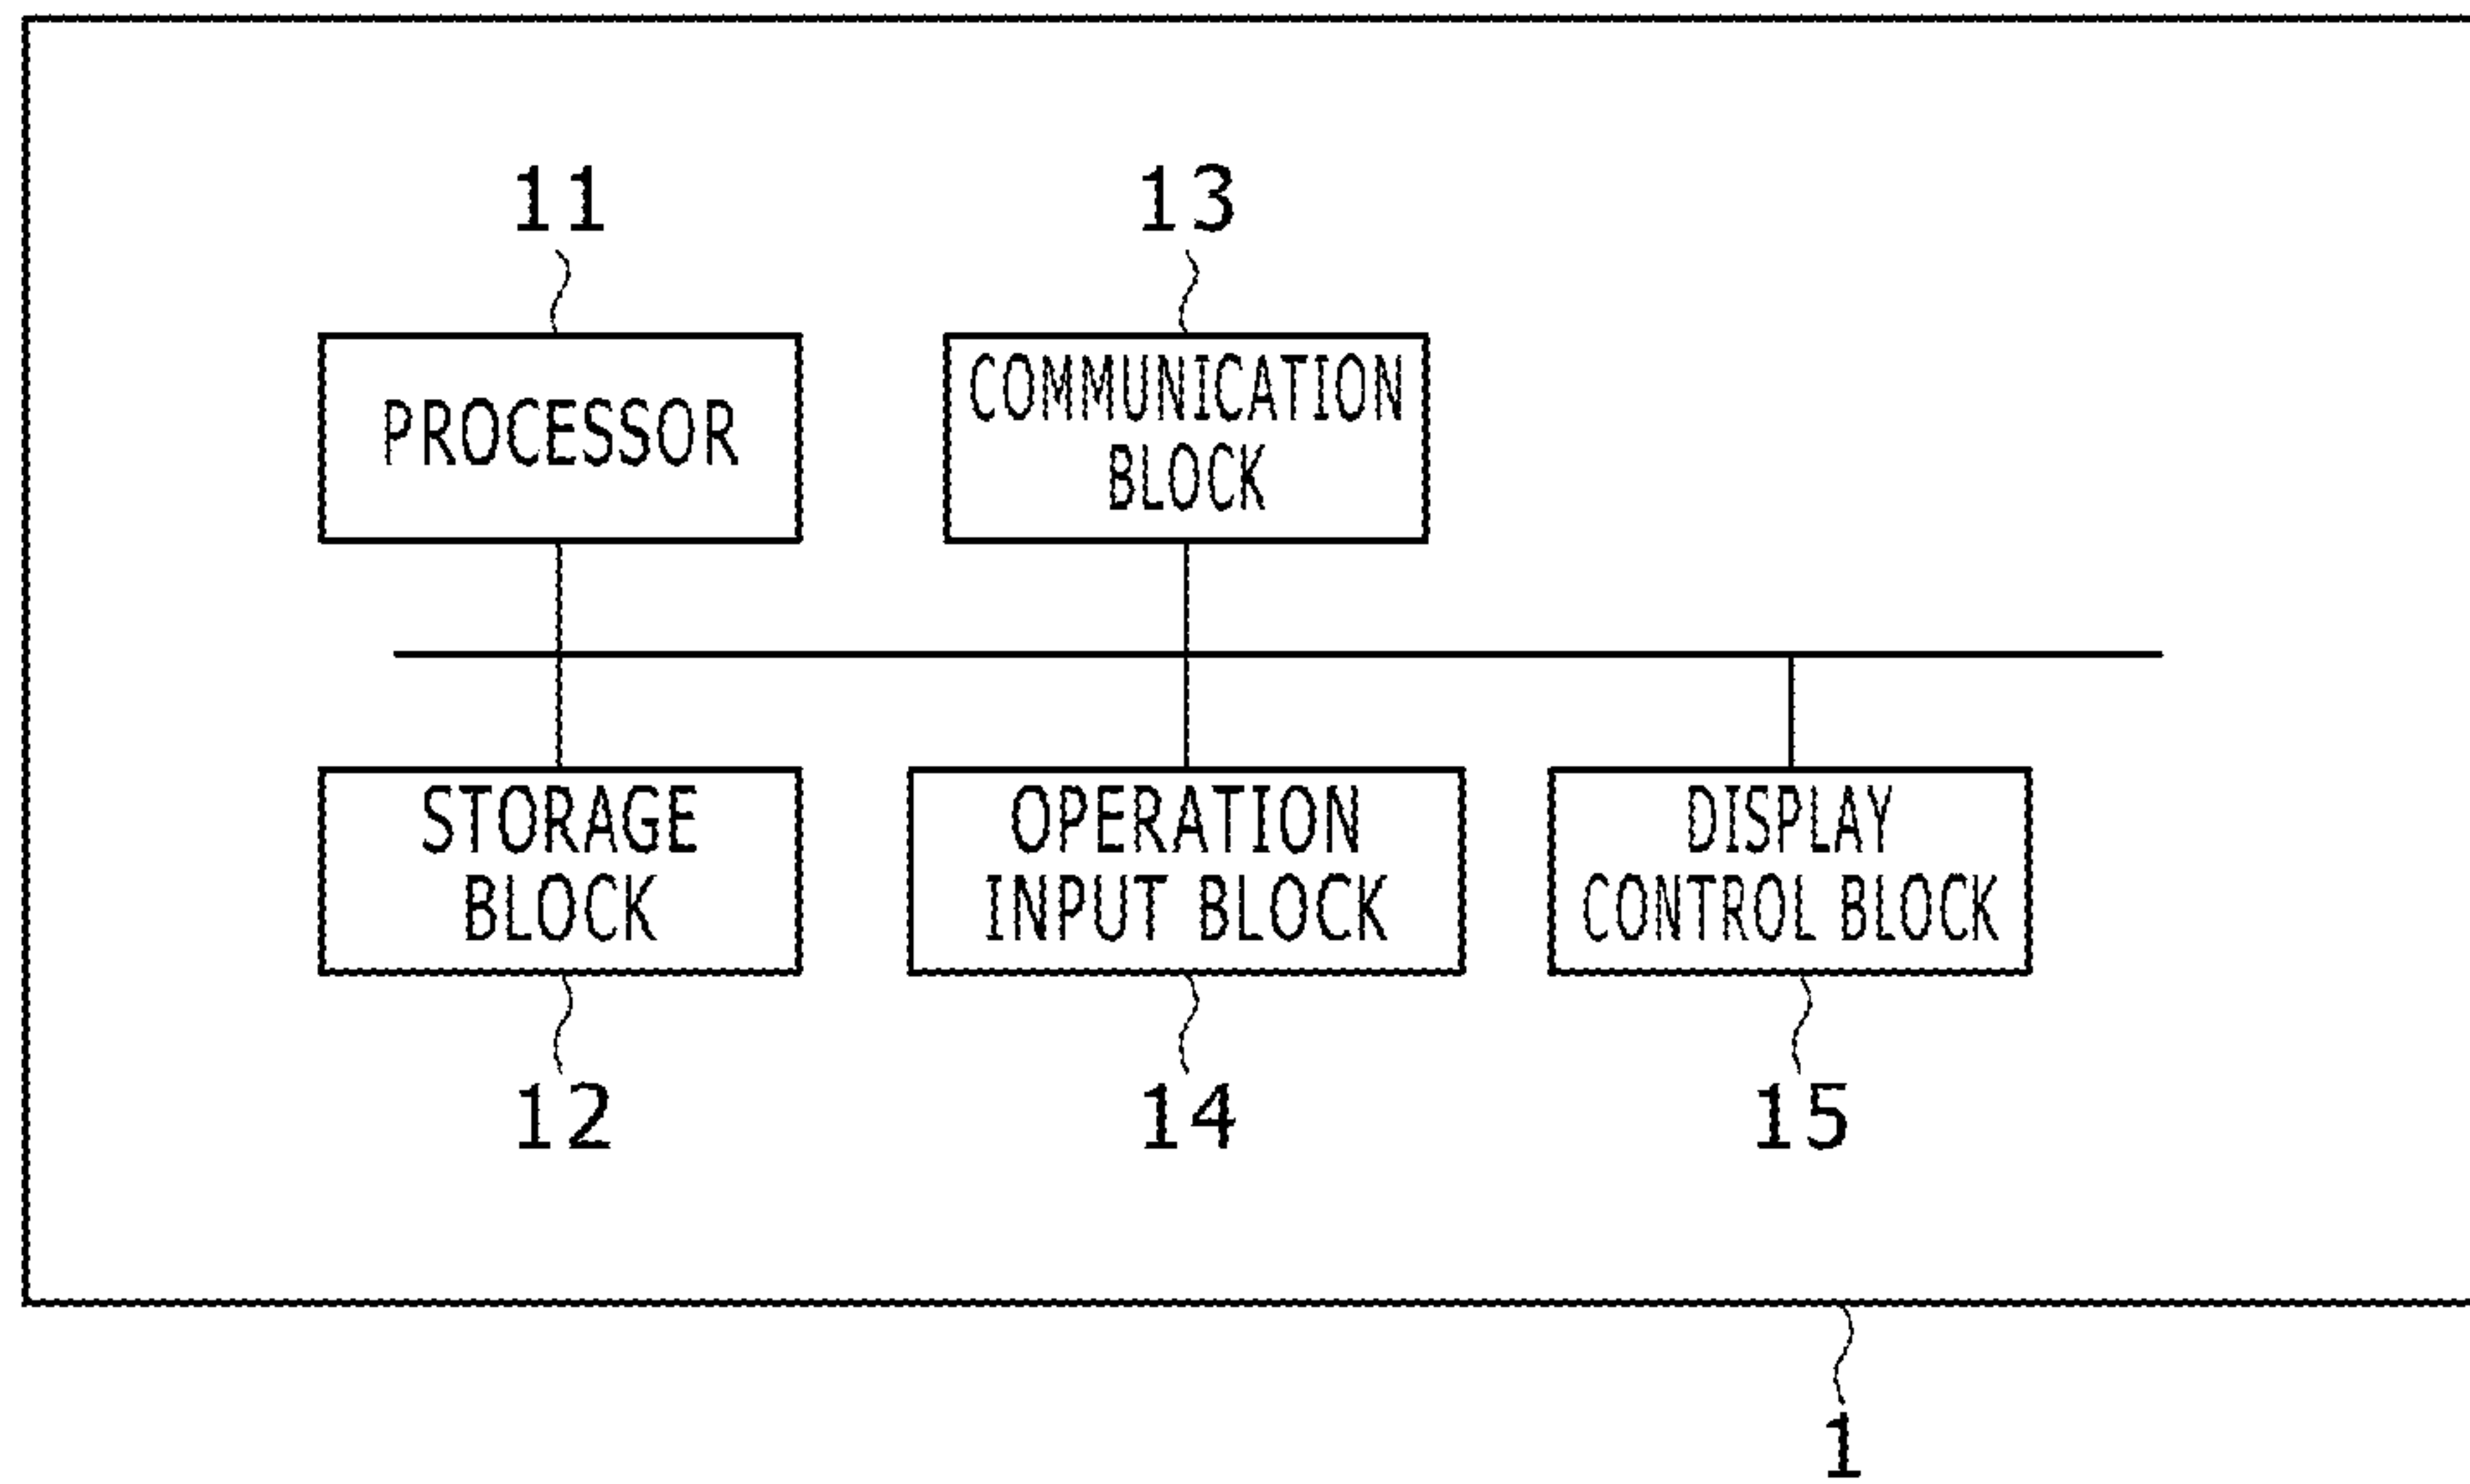 11
13
PROCESSOR
COMMUNICATION
BLOCK
STORAGE
BLOCK
OPERATION
INPUT BLOCK
DISPLAY
CONTROL BLOCK
12
14
15
1